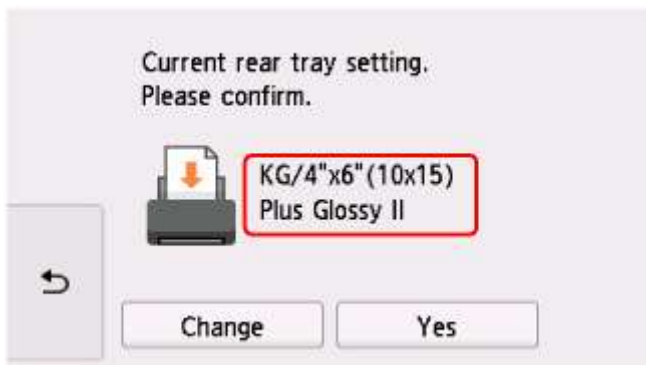 Current rear tray setting.
Please confirm.
KG/4"x6"(10x15)
Plus Glossy II
Change
Yes